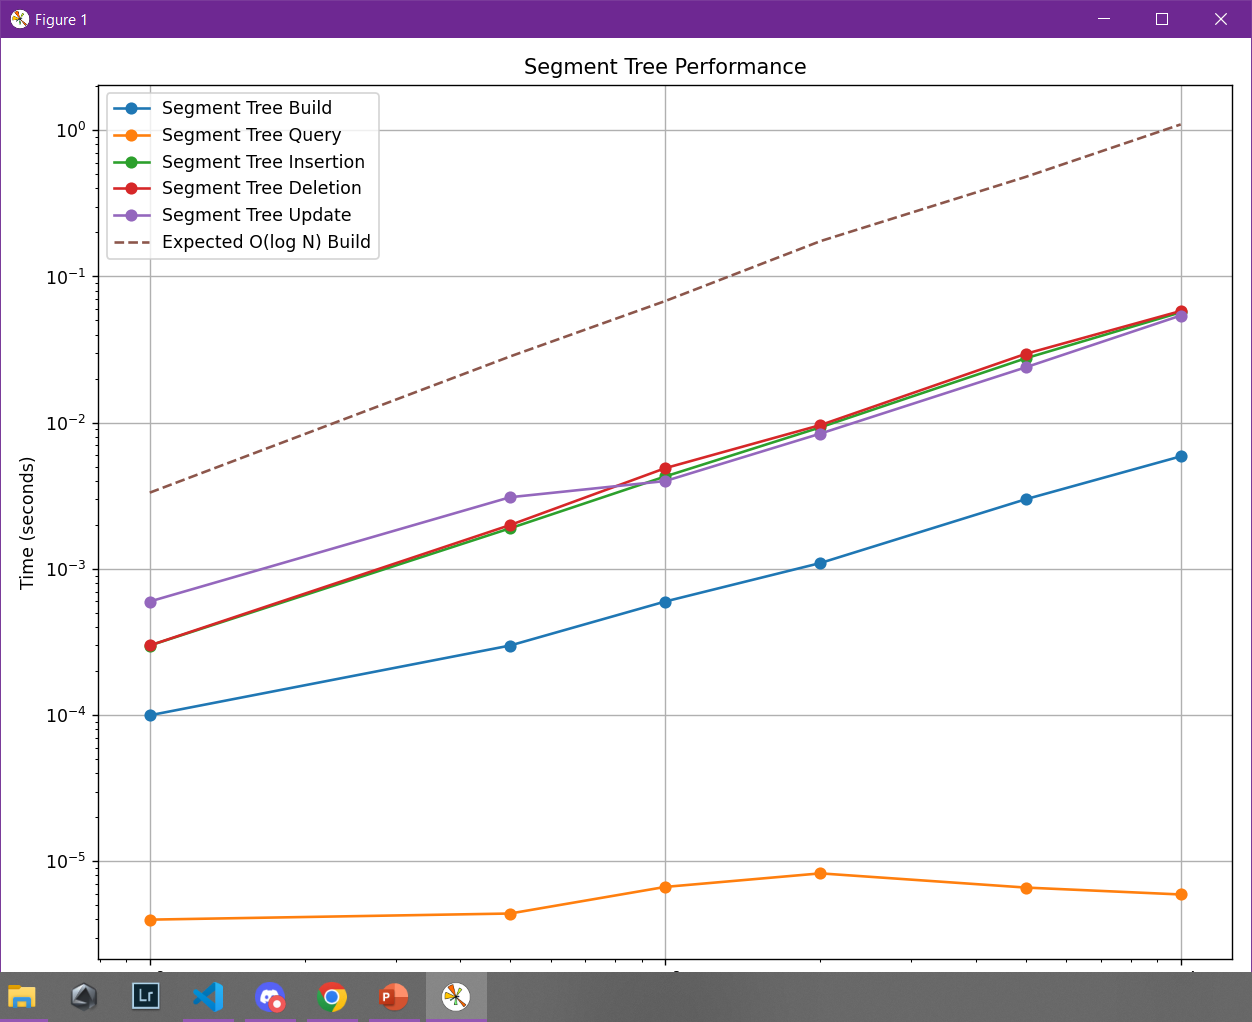 Figure 1
Segment Tree Performance
Segment Tree Build
Segment Tree Query
Segment Tree Insertion
Segment Tree Deletion
Segment Tree Update
Expected O(log N) Build
10⁰
10⁻¹
10⁻²
10⁻³
10⁻⁴
10⁻⁵
Time (seconds)
Lr
P